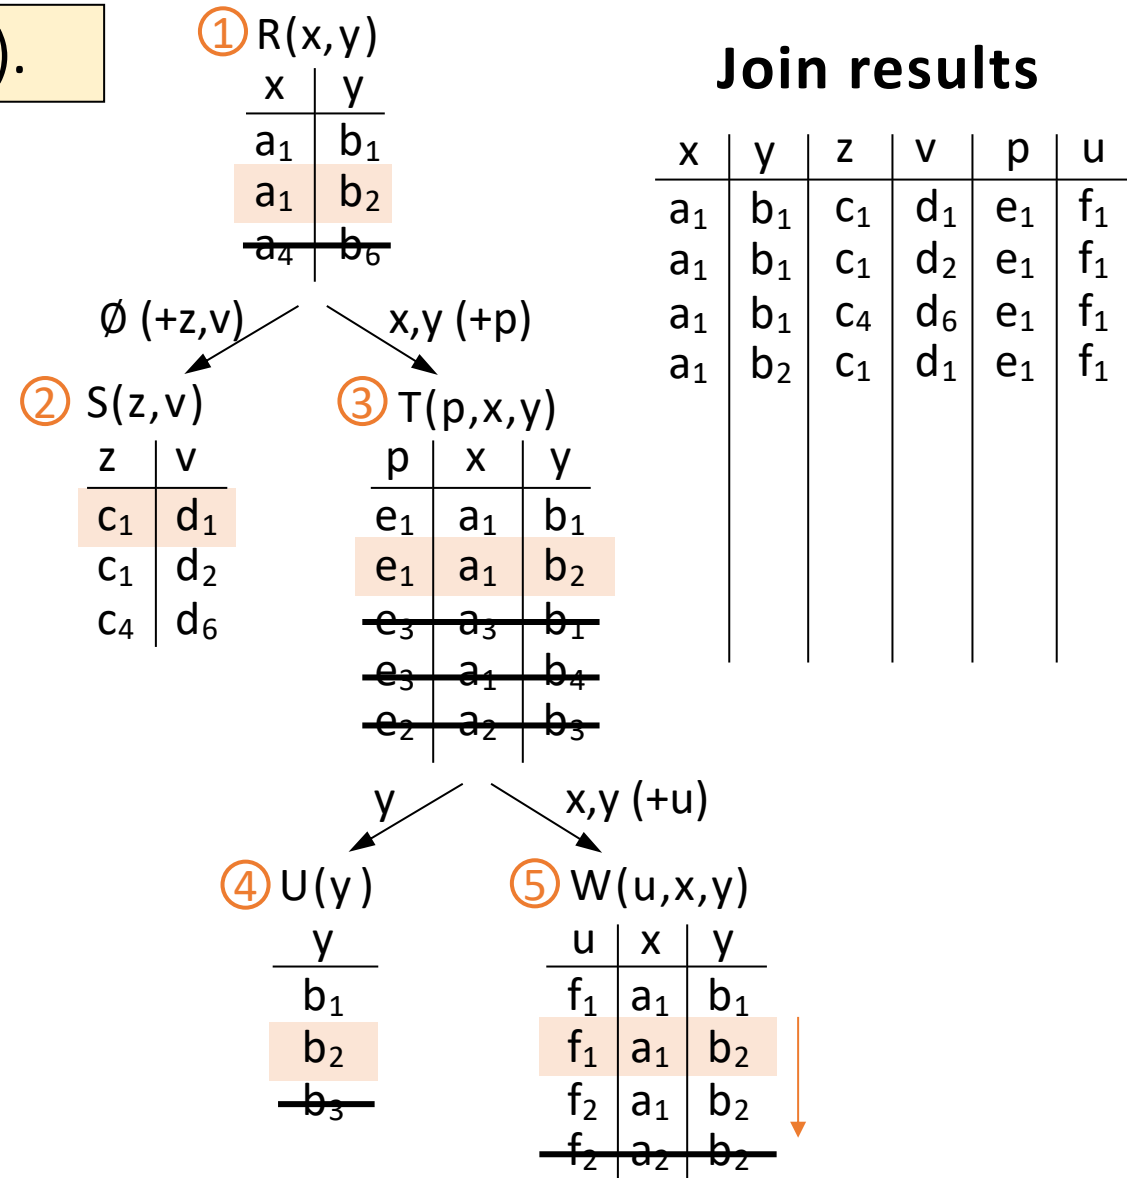 ).
① R(x,y)
x y
a₁ b₁
a₁ b₂
a₄ b₆
Join results
x y z v p u
a₁ b₁ c₁ d₁ e₁ f₁
a₁ b₁ c₁ d₂ e₁ f₁
a₁ b₁ c₄ d₆ e₁ f₁
a₁ b₂ c₁ d₁ e₁ f₁
∅ (+z,v)
x,y (+p)
② S(z,v)
z v
c₁ d₁
c₁ d₂
c₄ d₆
③ T(p,x,y)
p x y
e₁ a₁ b₁
e₁ a₁ b₂
e₃ a₃ b₁
e₃ a₁ b₄
e₂ a₂ b₃
y
x,y (+u)
④ U(y)
y
b₁
b₂
b₃
⑤ W(u,x,y)
u x y
f₁ a₁ b₁
f₁ a₁ b₂
f₂ a₁ b₂
f₂ a₂ b₂